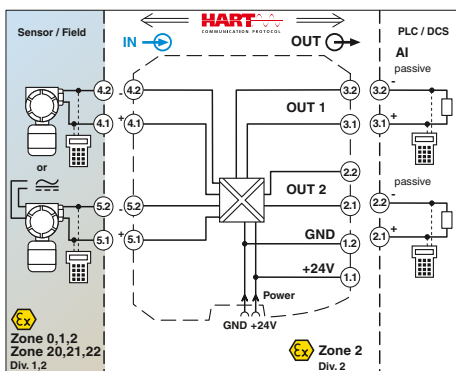 Sensor / Field
HART
COMMUNICATION PROTOCOL
PLC / DCS
IN
OUT
AI
passive
4.2
-
4.2
OUT 1
3.2
3.2
-
4.1
+
4.1
3.1
3.1
+
or
OUT 2
2.2
passive
5.2
-
5.2
2.1
2.2
-
GND
1.2
5.1
+
5.1
+24V
1.1
2.1
+
Power
GND +24V
Ex
Zone 0,1,2
Zone 20,21,22
Div. 1,2
Ex
Zone 2
Div. 2